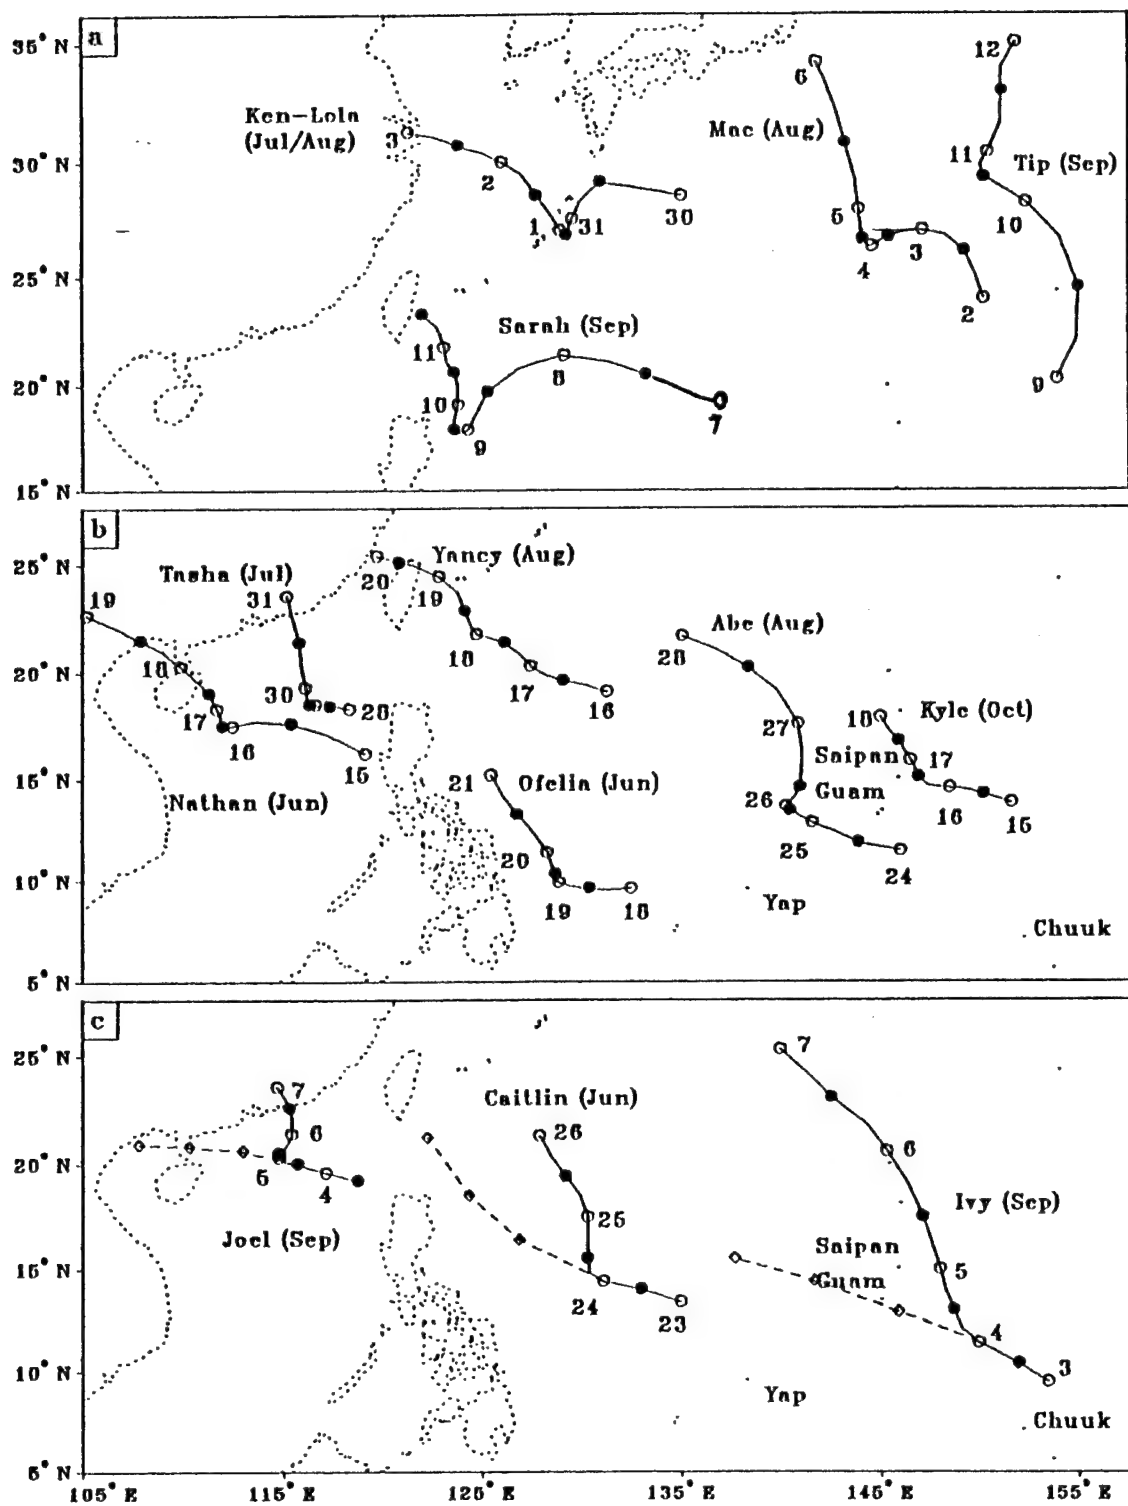 a
35° N
30° N
25° N
20° N
15° N
Ken-Lola
(Jul/Aug)
3
2
1
31
30
Mac (Aug)
6
5
4
3
2
Tip (Sep)
12
11
10
9
Sarah (Sep)
11
10
9
8
7
b
25° N
20° N
15° N
10° N
5° N
Tasha (Jul)
31
30
28
Yancy (Aug)
20
19
18
17
16
Nathan (Jun)
19
18
17
16
15
Ofelia (Jun)
21
20
19
18
Abe (Aug)
28
27
26
25
24
Kyle (Oct)
18
17
16
15
Saipan
Guam
Yap
Chuuk
c
25° N
20° N
15° N
10° N
5° N
Joel (Sep)
7
6
5
4
Caitlin (Jun)
26
25
24
23
Ivy (Sep)
7
6
5
4
3
Saipan
Guam
Yap
Chuuk
105° E
115° E
125° E
135° E
145° E
155° E